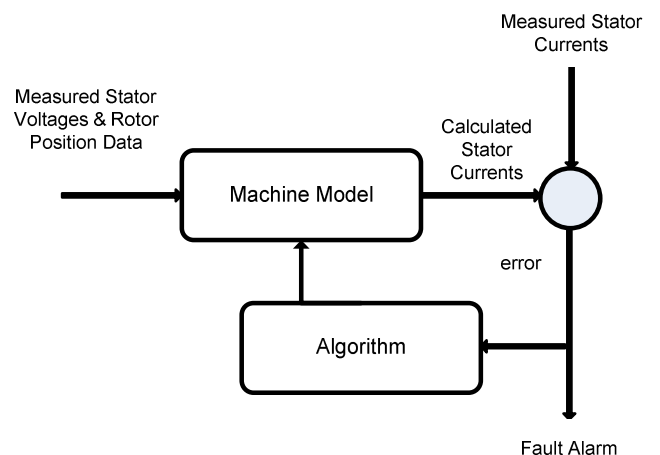 Measured Stator
Currents
Measured Stator
Voltages & Rotor
Position Data
Calculated
Stator
Currents
Machine Model
error
Algorithm
Fault Alarm